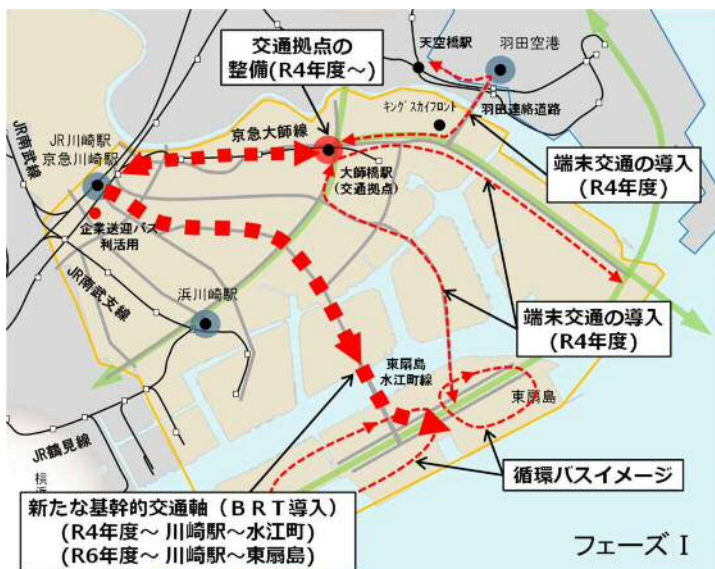 交通拠点の
整備(R4年度～)
天空橋駅
羽田空港
キングスカイフロント
羽田連絡道路
JR南武線
JR川崎駅
京急川崎駅
京急大師線
大師橋駅
(交通拠点)
端末交通の導入
(R4年度)
企業送迎バス
利活用
JR南武支線
浜川崎駅
端末交通の導入
(R4年度)
東扇島
水江町線
東扇島
JR鶴見線
循環バスイメージ
新たな基幹的交通軸（ＢＲＴ導入）
(R4年度～ 川崎駅～水江町)
(R6年度～ 川崎駅～東扇島)
フェーズⅠ